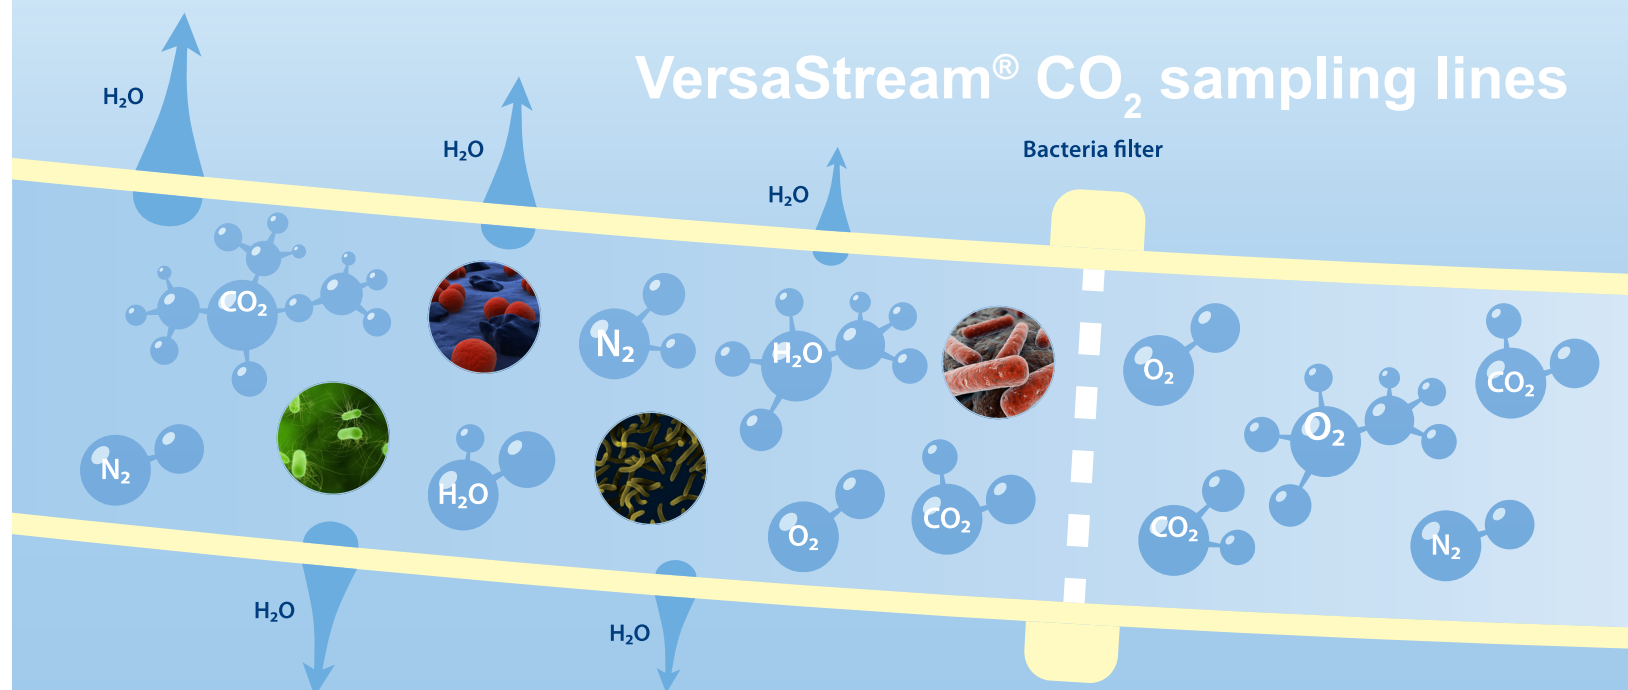 VersaStream® CO₂ sampling lines
H₂O
H₂O
Bacteria filter
H₂O
CO₂
N₂
H₂O
O₂
CO₂
O₂
N₂
H₂O
O₂
CO₂
CO₂
N₂
H₂O
H₂O